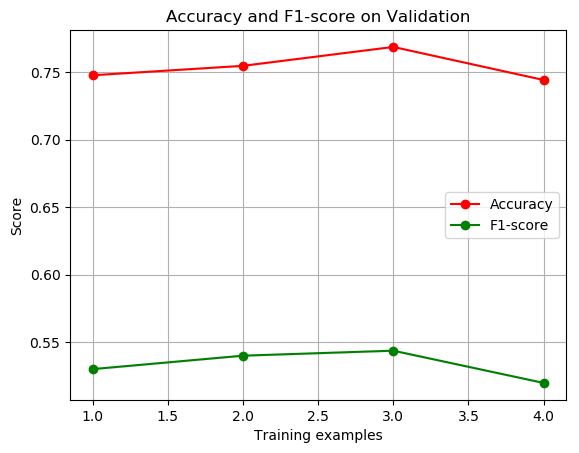 Accuracy and F1-score on Validation
Score
0.75
0.70
0.65
0.60
0.55
Accuracy
F1-score
1.0 1.5 2.0 2.5 3.0 3.5 4.0
Training examples